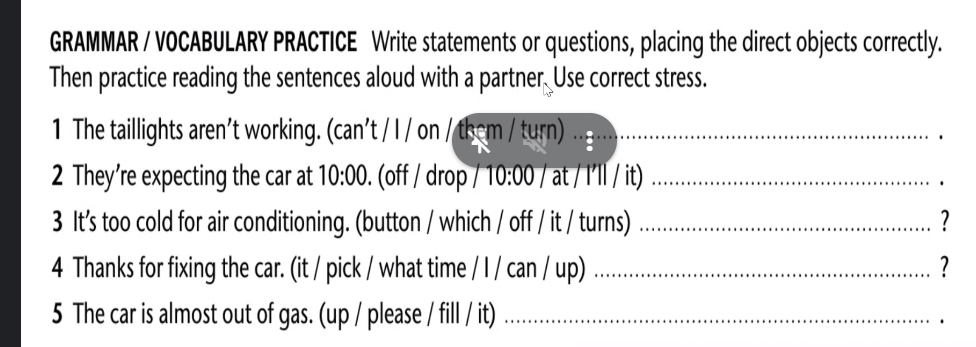 GRAMMAR / VOCABULARY PRACTICE Write statements or questions, placing the direct objects correctly.
Then practice reading the sentences aloud with a partner. Use correct stress.
1 The taillights aren't working. (can't / I / on / them / turn) .................................................. .
2 They're expecting the car at 10:00. (off / drop / 10:00 / at / I'll / it) .................................................. .
3 It's too cold for air conditioning. (button / which / off / it / turns) .................................................. ?
4 Thanks for fixing the car. (it / pick / what time / I / can / up) .................................................. ?
5 The car is almost out of gas. (up / please / fill / it) .................................................. .